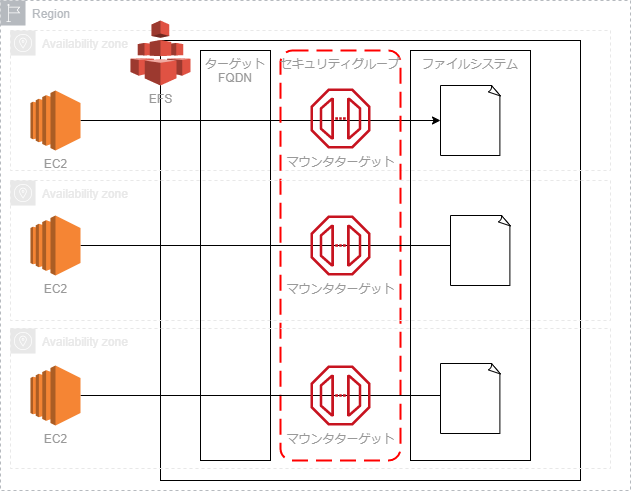 Region
Availability zone
EFS
ターゲット
FQDN
セキュリティグループ
ファイルシステム
EC2
マウンタターゲット
Availability zone
EC2
マウンタターゲット
Availability zone
EC2
マウンタターゲット